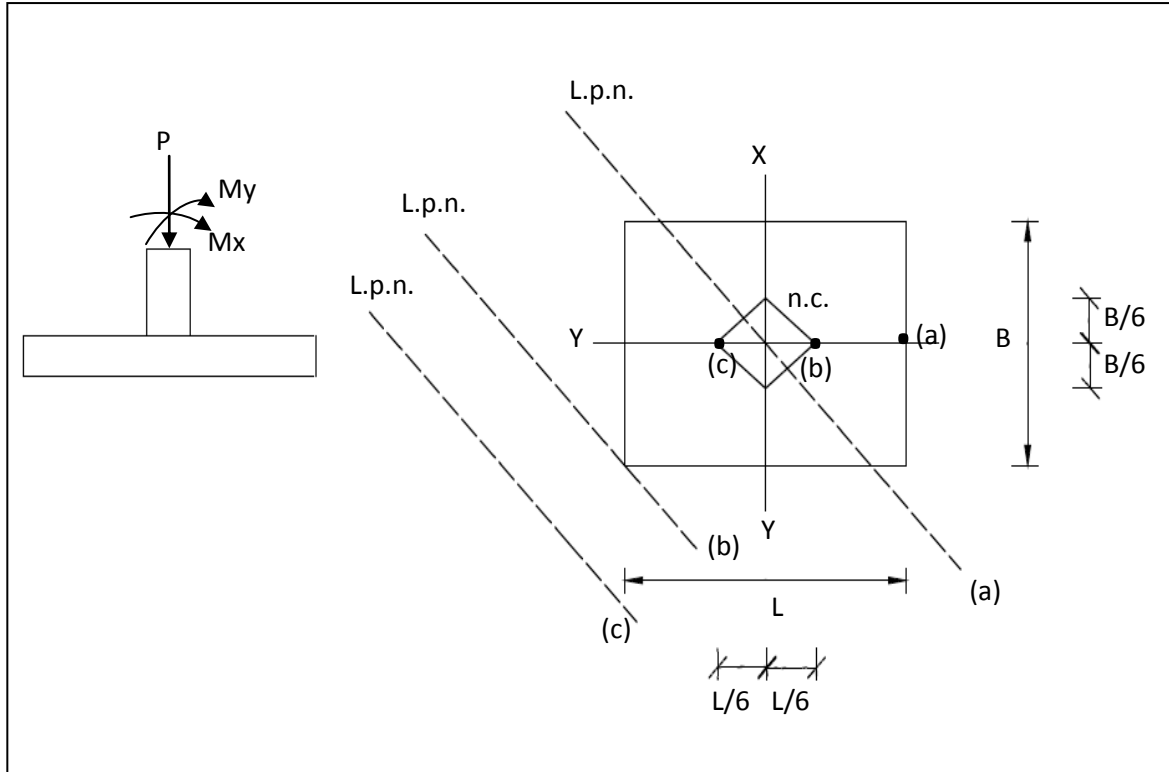 P
My
Mx
L.p.n.
L.p.n.
L.p.n.
X
n.c.
Y
(c)
(b)
(a)
B
B/6
B/6
Y
(b)
(c)
(a)
L
L/6
L/6